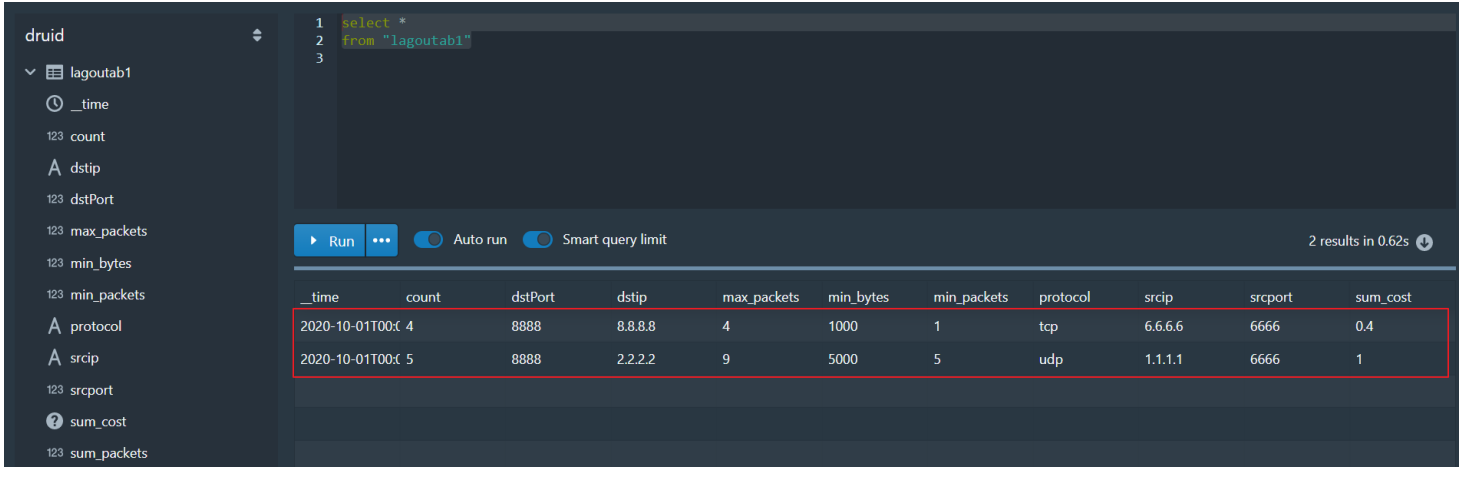 druid
lagoutab1
__time
123 count
A dstip
123 dstPort
123 max_packets
123 min_bytes
123 min_packets
A protocol
A srcip
123 srcport
? sum_cost
123 sum_packets
1 select *
2 from "lagoutab1"
3
Run ••• Auto run Smart query limit 2 results in 0.62s
__time count dstPort dstip max_packets min_bytes min_packets protocol srcip srcport sum_cost
2020-10-01T00:( 4 8888 8.8.8.8 4 1000 1 tcp 6.6.6.6 6666 0.4
2020-10-01T00:( 5 8888 2.2.2.2 9 5000 5 udp 1.1.1.1 6666 1